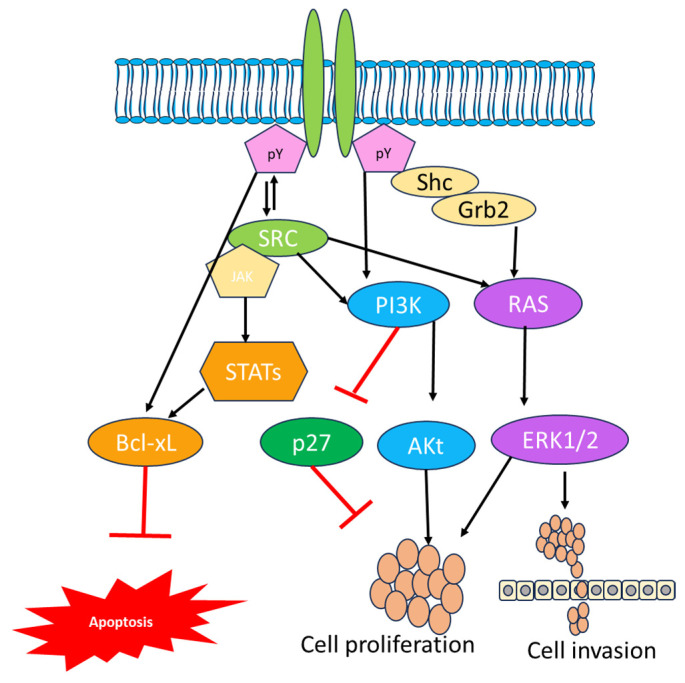 pY
pY
Shc
Grb2
SRC
JAK
PI3K
RAS
STATs
Bcl-xL
p27
AKt
ERK1/2
Apoptosis
Cell proliferation
Cell invasion